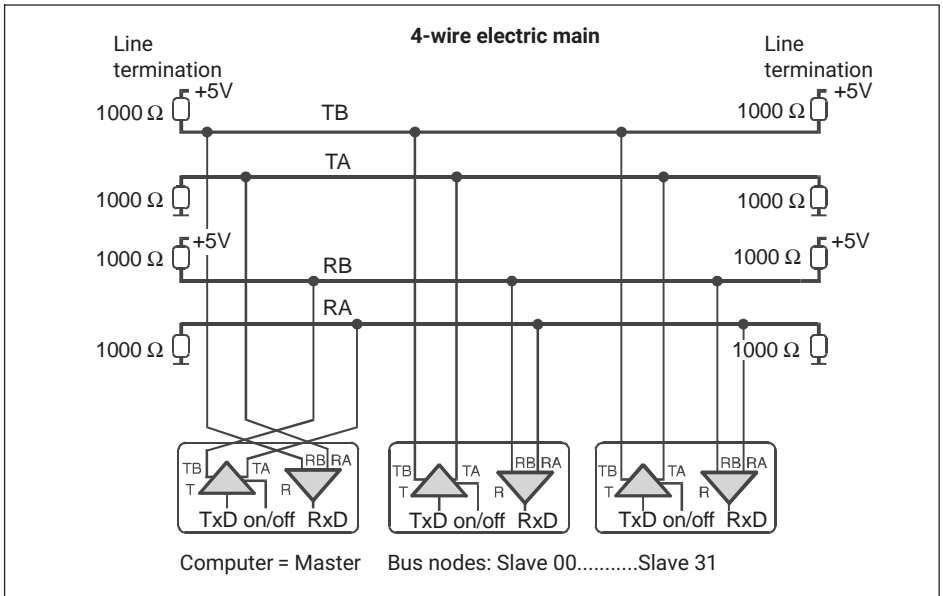 4-wire electric main
Line termination
Line termination
+5V
+5V
1000 Ω
TB
1000 Ω
TA
1000 Ω
1000 Ω
+5V
+5V
1000 Ω
RB
1000 Ω
RA
1000 Ω
1000 Ω
TB TA RB RA
T R
TB TA RB RA
T R
TB TA RB RA
T R
TxD on/off RxD
TxD on/off RxD
TxD on/off RxD
Computer = Master
Bus nodes: Slave 00...........Slave 31